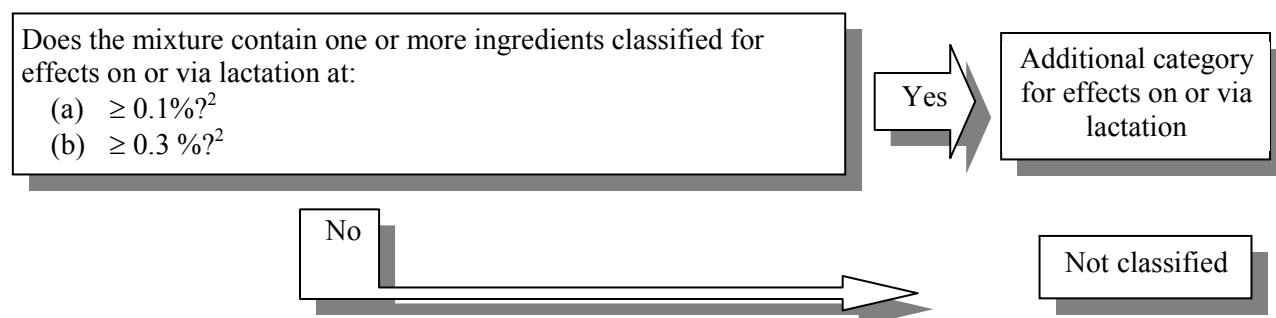 Does the mixture contain one or more ingredients classified for
effects on or via lactation at:
(a) ≥ 0.1%?²
(b) ≥ 0.3 %?²
Yes
Additional category
for effects on or via
lactation
No
Not classified